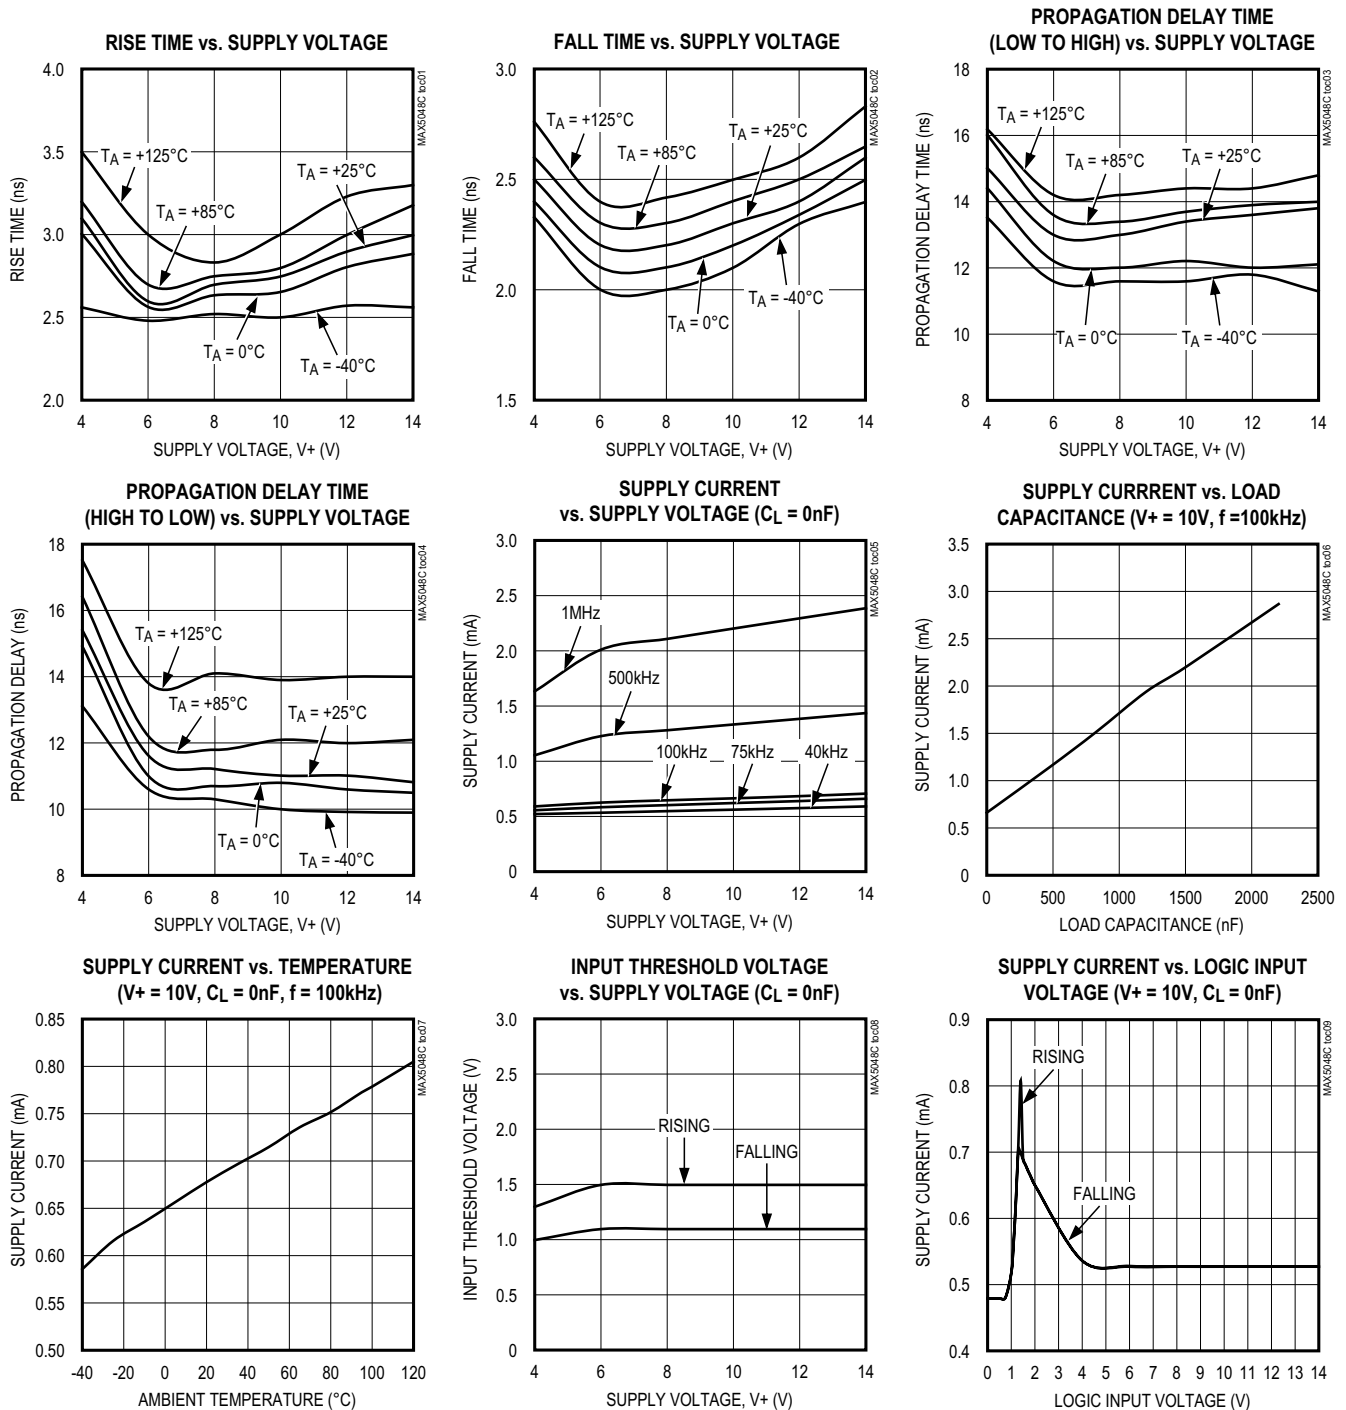 RISE TIME vs. SUPPLY VOLTAGE
MAX5048C toc01
RISE TIME (ns)
4.0
3.5
3.0
2.5
2.0
TA = +125°C
TA = +25°C
TA = +85°C
TA = 0°C
TA = -40°C
4 6 8 10 12 14
SUPPLY VOLTAGE, V+ (V)
FALL TIME vs. SUPPLY VOLTAGE
MAX5048C toc02
FALL TIME (ns)
3.0
2.5
2.0
1.5
TA = +125°C
TA = +25°C
TA = +85°C
TA = -40°C
TA = 0°C
4 6 8 10 12 14
SUPPLY VOLTAGE, V+ (V)
PROPAGATION DELAY TIME
(LOW TO HIGH) vs. SUPPLY VOLTAGE
MAX5048C toc03
PROPAGATION DELAY TIME (ns)
18
16
14
12
10
8
TA = +125°C
TA = +85°C
TA = +25°C
TA = 0°C
TA = -40°C
4 6 8 10 12 14
SUPPLY VOLTAGE, V+ (V)
PROPAGATION DELAY TIME
(HIGH TO LOW) vs. SUPPLY VOLTAGE
MAX5048C toc04
PROPAGATION DELAY (ns)
18
16
14
12
10
8
TA = +125°C
TA = +85°C
TA = +25°C
TA = 0°C
TA = -40°C
4 6 8 10 12 14
SUPPLY VOLTAGE, V+ (V)
SUPPLY CURRENT
vs. SUPPLY VOLTAGE (CL = 0nF)
MAX5048C toc05
SUPPLY CURRENT (mA)
3.0
2.5
2.0
1.5
1.0
0.5
0
1MHz
500kHz
100kHz 75kHz 40kHz
4 6 8 10 12 14
SUPPLY VOLTAGE, V+ (V)
SUPPLY CURRRENT vs. LOAD
CAPACITANCE (V+ = 10V, f =100kHz)
MAX5048C toc06
SUPPLY CURRENT (mA)
3.5
3.0
2.5
2.0
1.5
1.0
0.5
0
0 500 1000 1500 2000 2500
LOAD CAPACITANCE (nF)
SUPPLY CURRENT vs. TEMPERATURE
(V+ = 10V, CL = 0nF, f = 100kHz)
MAX5048C toc07
SUPPLY CURRENT (mA)
0.85
0.80
0.75
0.70
0.65
0.60
0.55
0.50
-40 -20 0 20 40 60 80 100 120
AMBIENT TEMPERATURE (°C)
INPUT THRESHOLD VOLTAGE
vs. SUPPLY VOLTAGE (CL = 0nF)
MAX5048C toc08
INPUT THRESHOLD VOLTAGE (V)
3.0
2.5
2.0
1.5
1.0
0.5
0
RISING
FALLING
4 6 8 10 12 14
SUPPLY VOLTAGE, V+ (V)
SUPPLY CURRENT vs. LOGIC INPUT
VOLTAGE (V+ = 10V, CL = 0nF)
MAX5048C toc09
SUPPLY CURRENT (mA)
0.9
0.8
0.7
0.6
0.5
0.4
RISING
FALLING
0 1 2 3 4 5 6 7 8 9 10 11 12 13 14
LOGIC INPUT VOLTAGE (V)